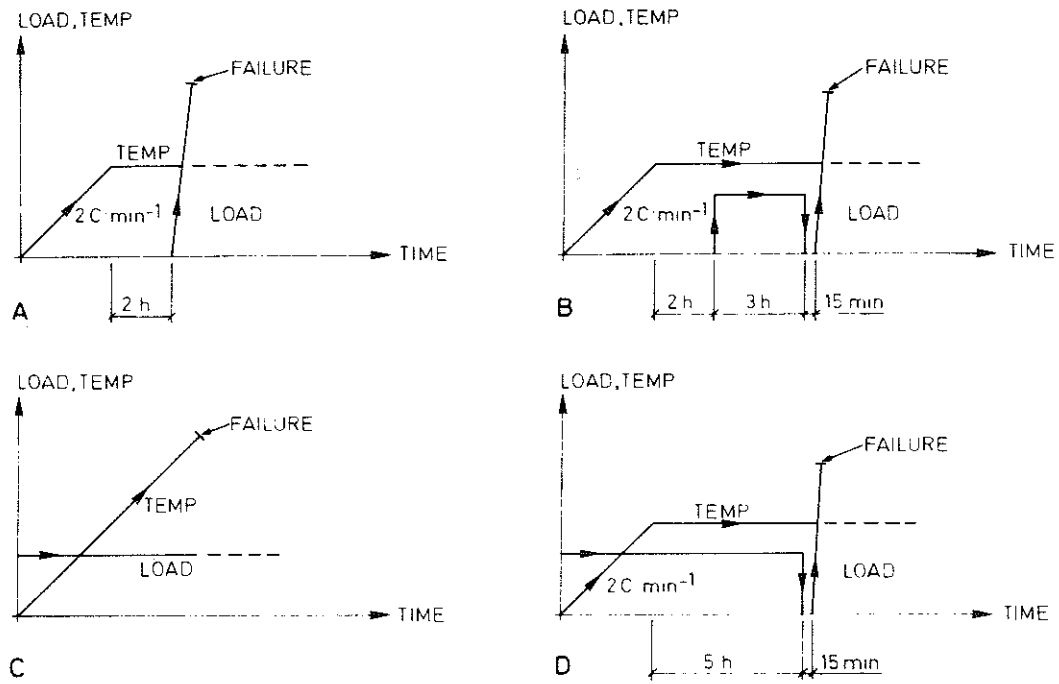 LOAD,TEMP
FAILURE
TEMP
2 C min⁻¹
LOAD
TIME
2 h
A
LOAD,TEMP
FAILURE
TEMP
2 C min⁻¹
LOAD
TIME
2 h
3 h
15 min
B
LOAD,TEMP
FAILURE
TEMP
LOAD
TIME
C
LOAD,TEMP
FAILURE
TEMP
2 C min⁻¹
LOAD
TIME
5 h
15 min
D